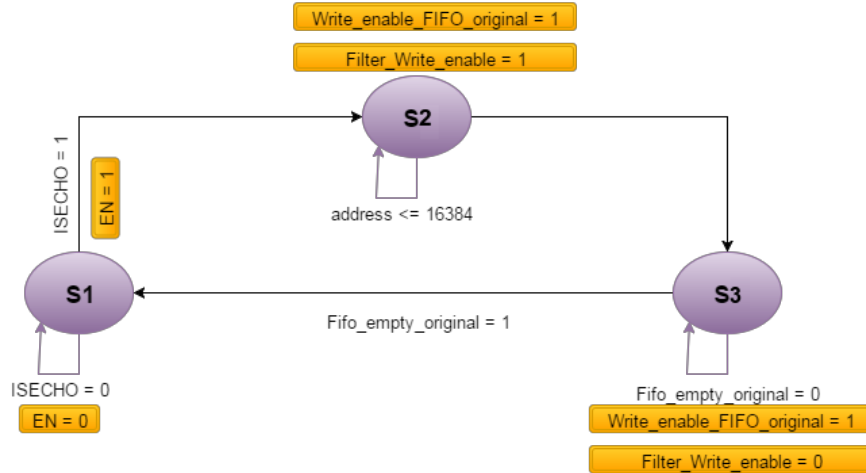 Write_enable_FIFO_original = 1
Filter_Write_enable = 1
S2
ISECHO = 1
EN = 1
address <= 16384
S1
S3
Fifo_empty_original = 1
ISECHO = 0
EN = 0
Fifo_empty_original = 0
Write_enable_FIFO_original = 1
Filter_Write_enable = 0